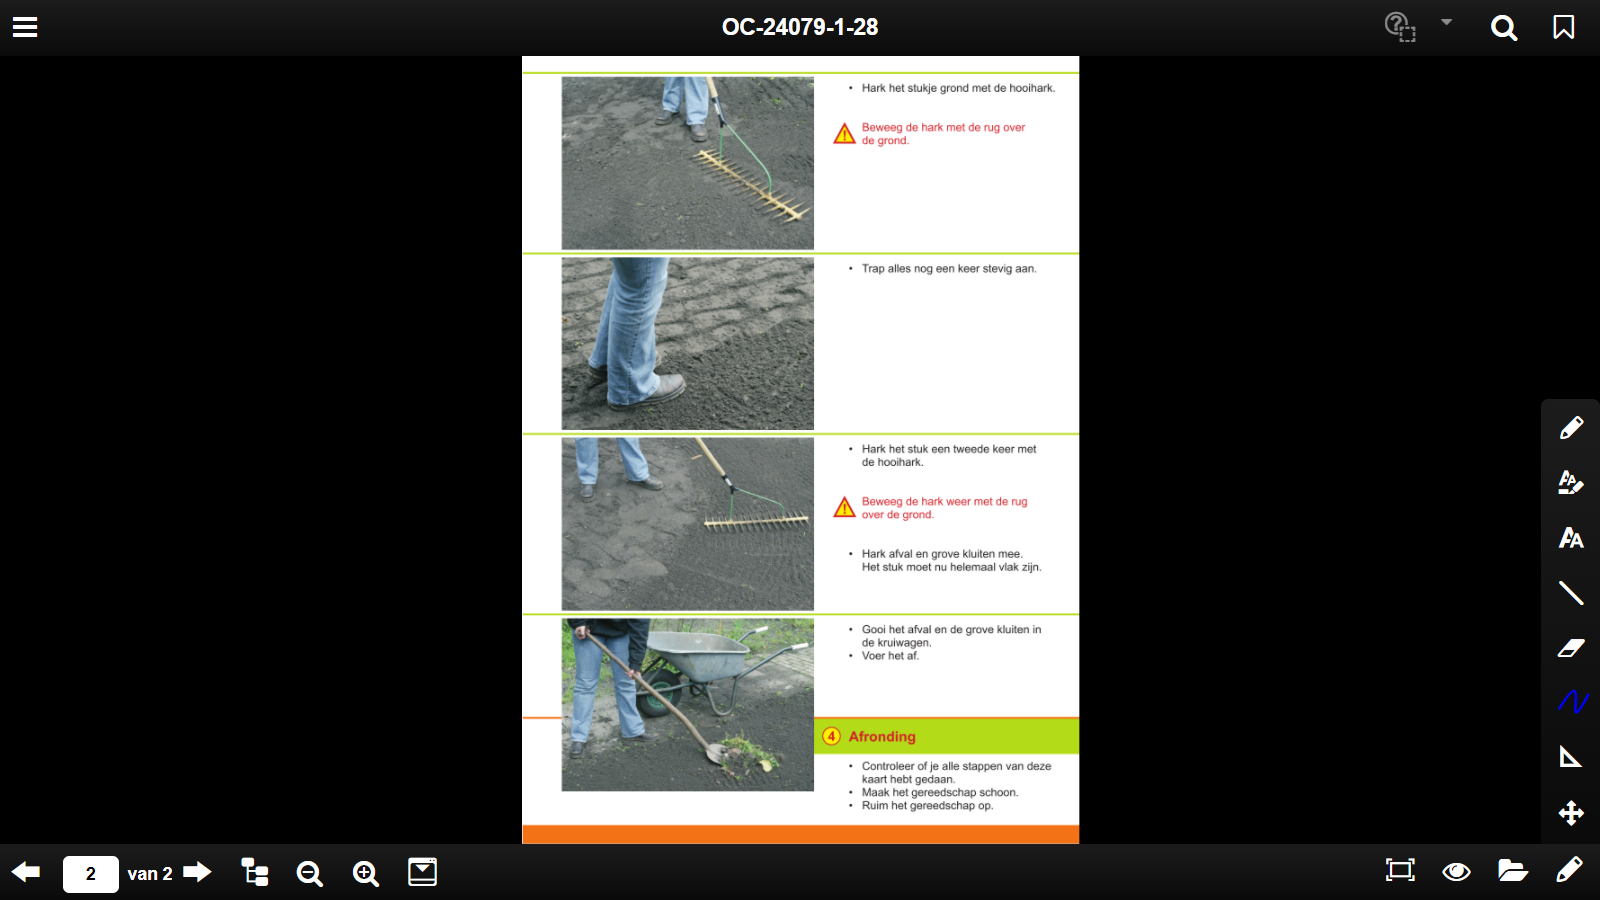 OC-24079-1-28
• Hark het stukje grond met de hooihark.
Beweeg de hark met de rug over
de grond.
• Trap alles nog een keer stevig aan.
• Hark het stuk een tweede keer met
de hooihark.
Beweeg de hark weer met de rug
over de grond.
• Hark afval en grove kluiten mee.
Het stuk moet nu helemaal vlak zijn.
• Gooi het afval en de grove kluiten in
de kruiwagen.
• Voer het af.
4 Afronding
• Controleer of je alle stappen van deze
kaart hebt gedaan.
• Maak het gereedschap schoon.
• Ruim het gereedschap op.
2 van 2